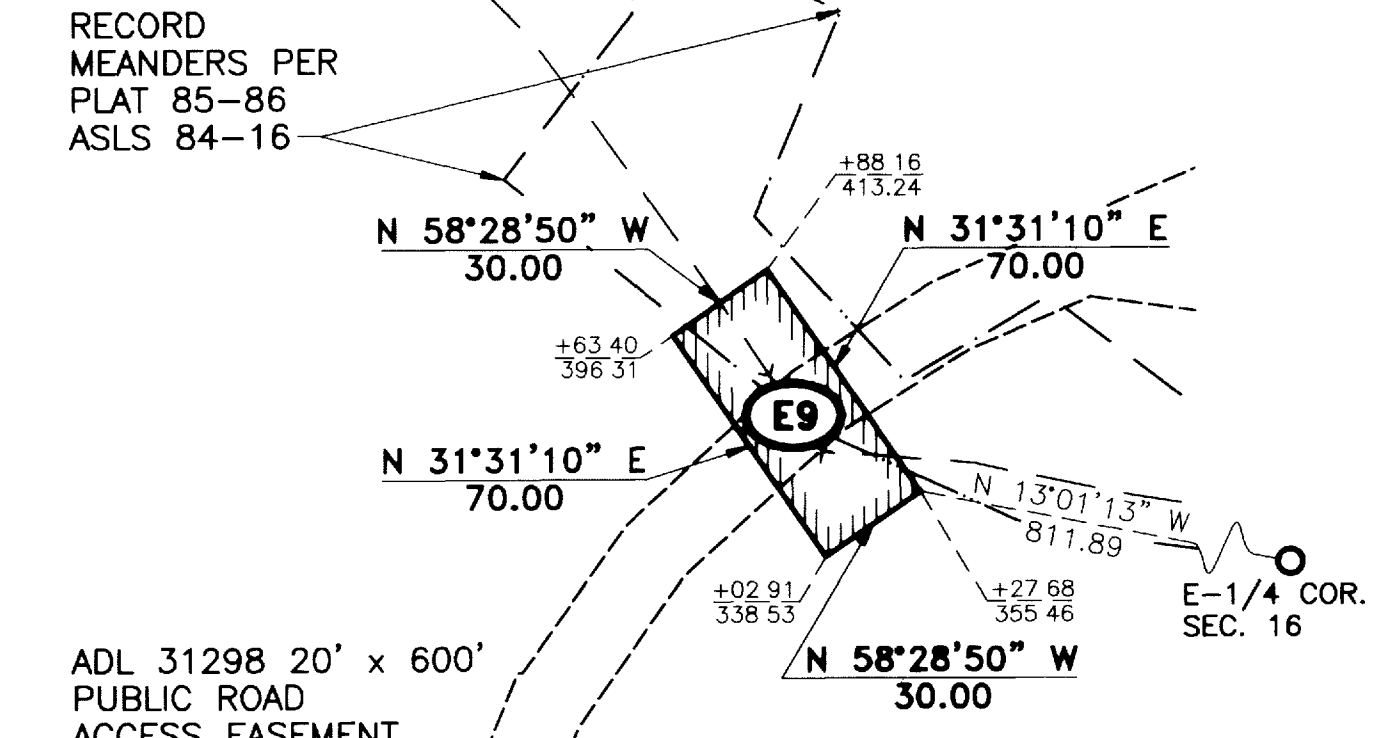 RECORD
MEANDERS PER
PLAT 85-86
ASLS 84-16
+88 16
413.24
N 58°28'50" W
30.00
N 31°31'10" E
70.00
+63 40
396 31
E9
N 31°31'10" E
70.00
N 13°01'13" W
811.89
+02 91
338 53
+27 68
355 46
E-1/4 COR.
SEC. 16
N 58°28'50" W
30.00
ADL 31298 20' x 600'
PUBLIC ROAD
ACCESS EASEMENT